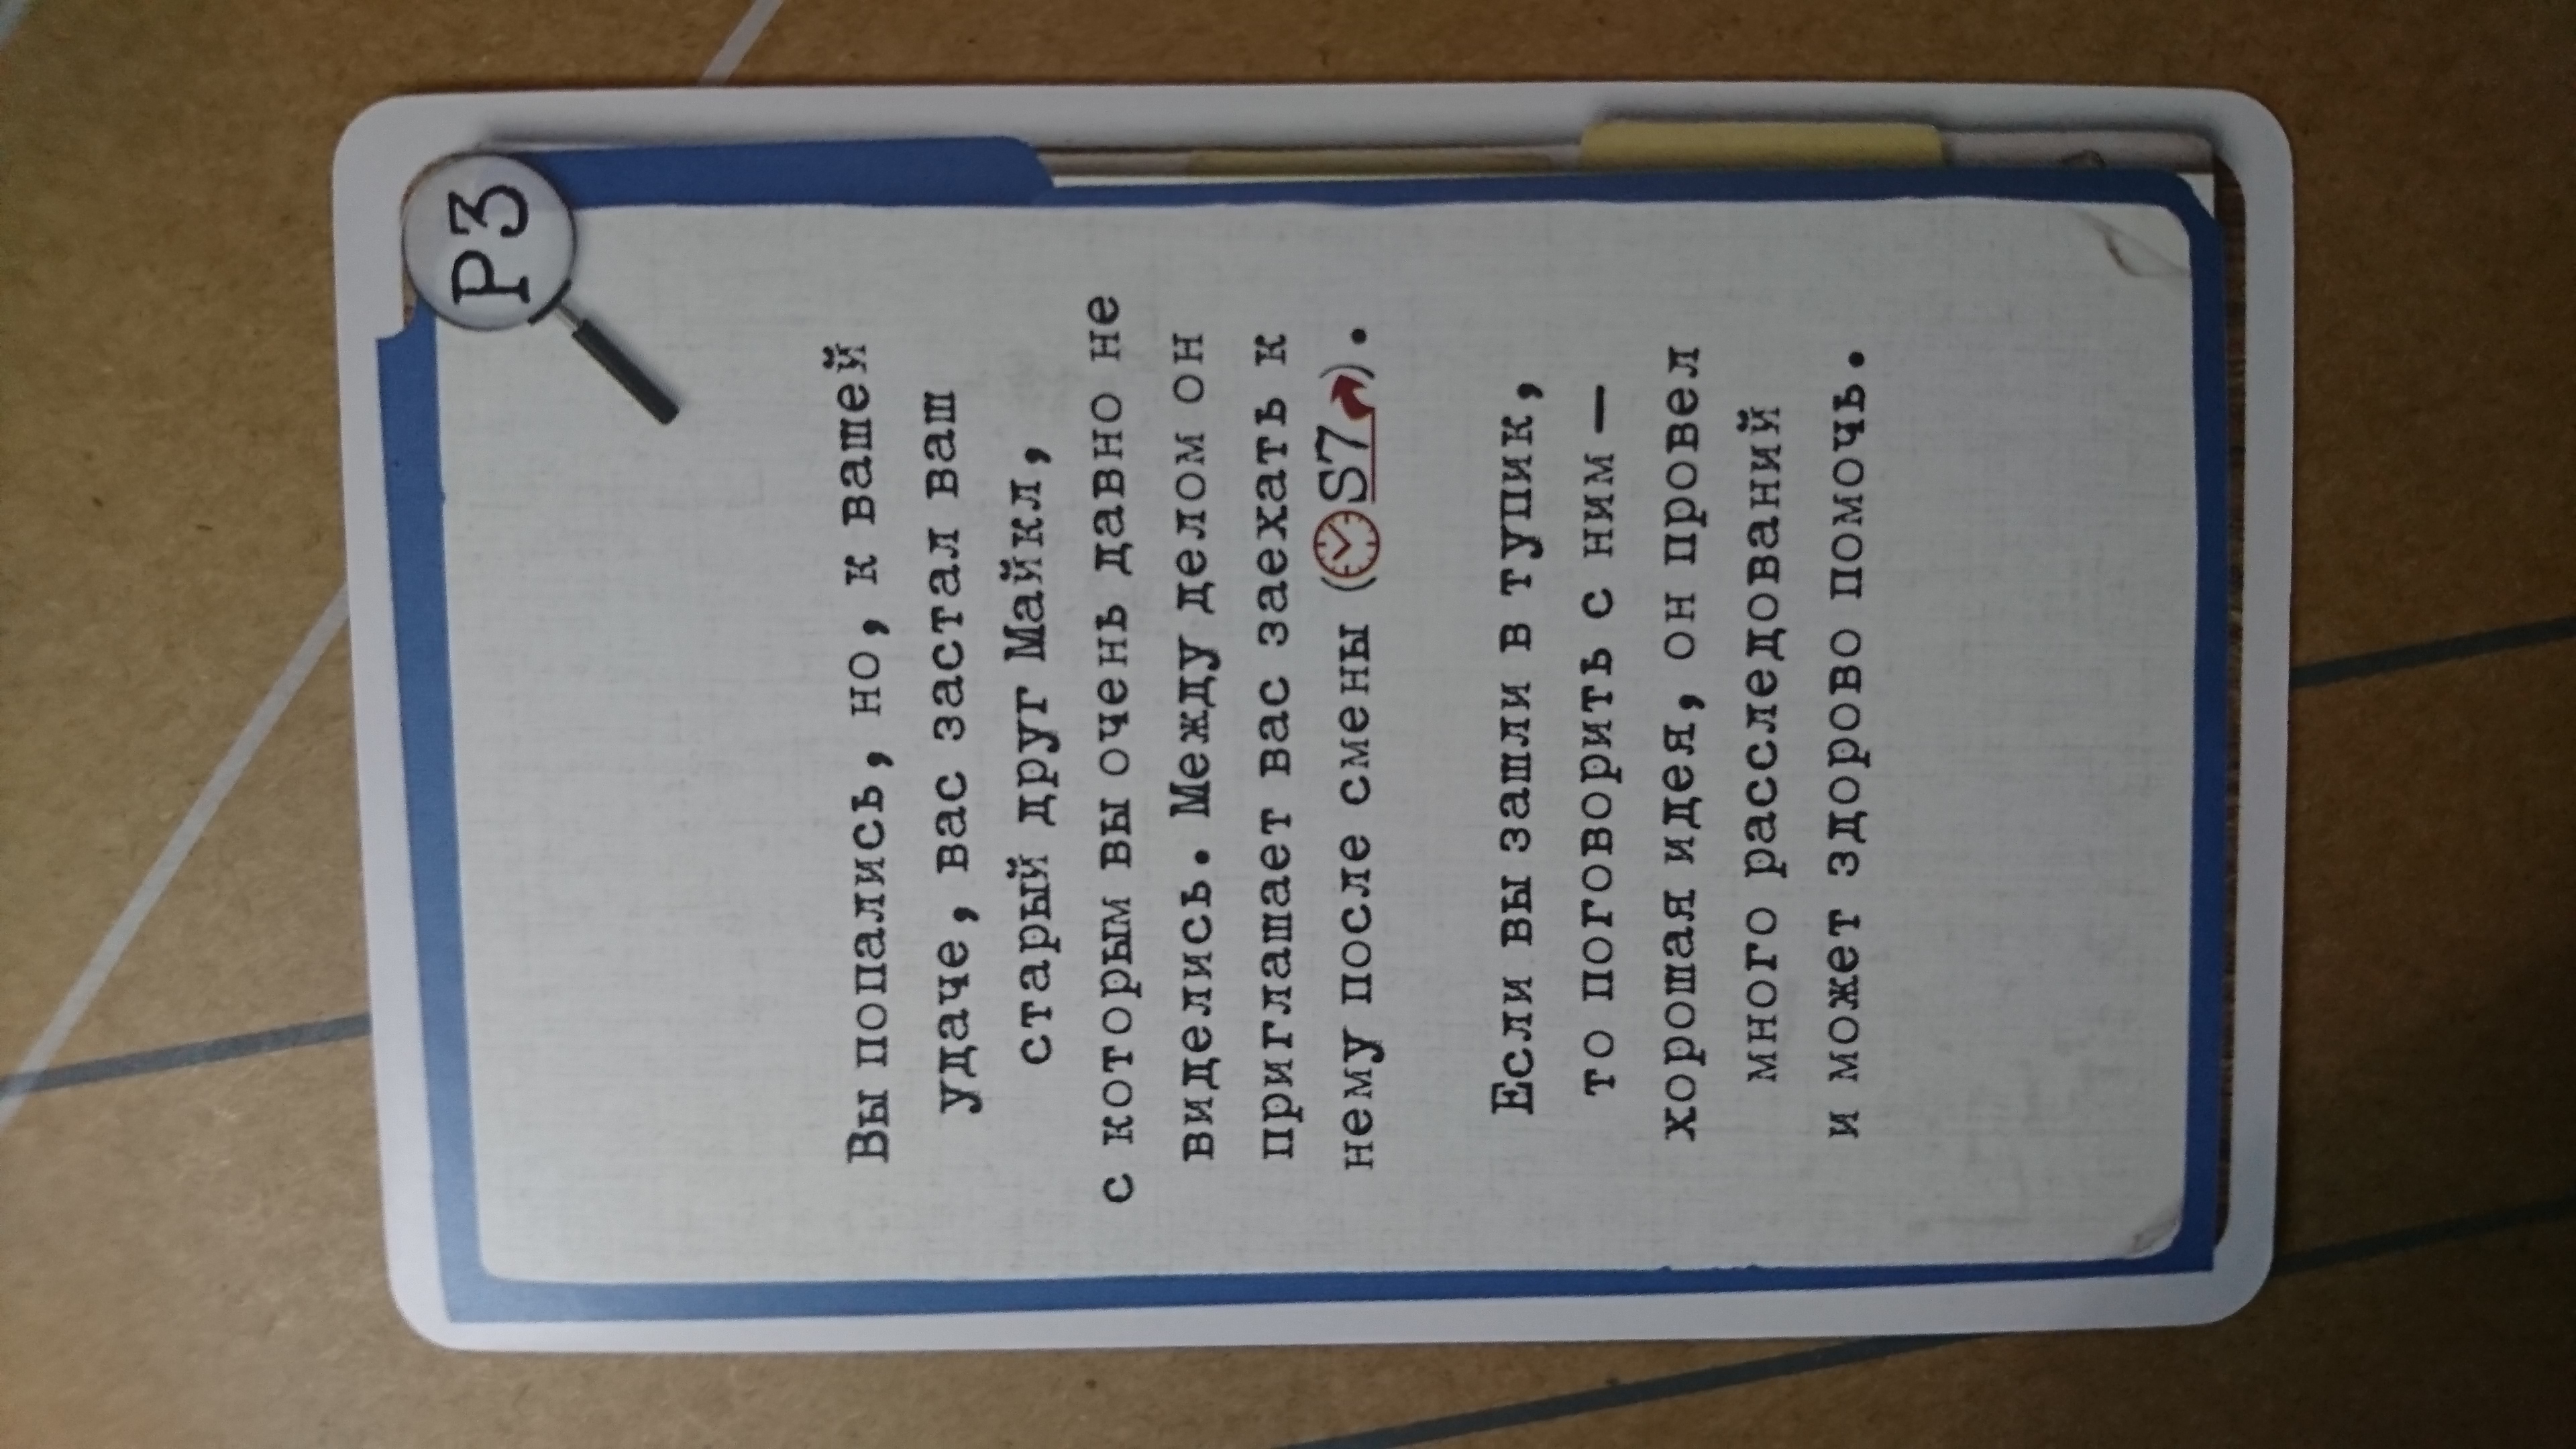 P3
Вы попались, но, к вашей
удаче, вас застал ваш
старый друг Майкл,
с которым вы очень давно не
виделись. Между делом он
приглашает вас заехать к
нему после смены (S7).
Если вы зашли в тупик,
то поговорить с ним —
хорошая идея, он провел
много расследований
и может здорово помочь.